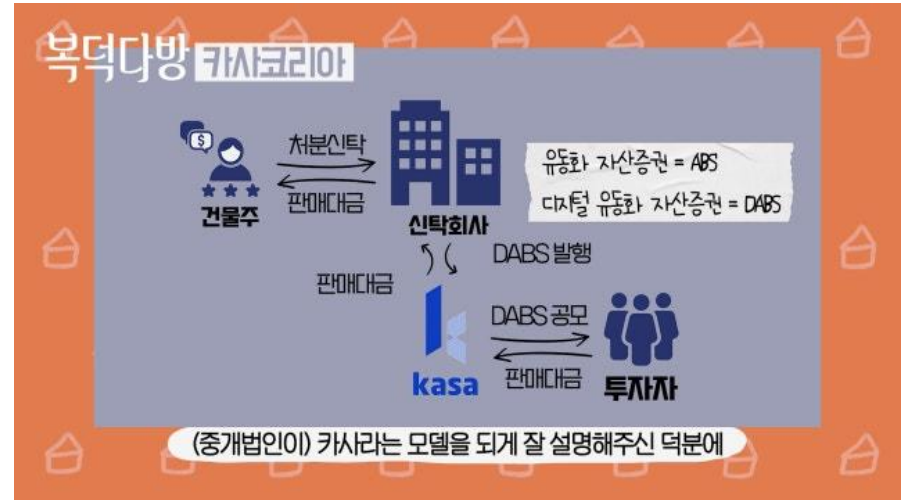 복덕다방 카사코리아
처분신탁
판매대금
건물주
신탁회사
유동화 자산증권 = ABS
디지털 유동화 자산증권 = DABS
DABS 발행
판매대금
kasa
DABS 공모
판매대금
투자자
(중개법인이) 카사라는 모델을 되게 잘 설명해주신 덕분에